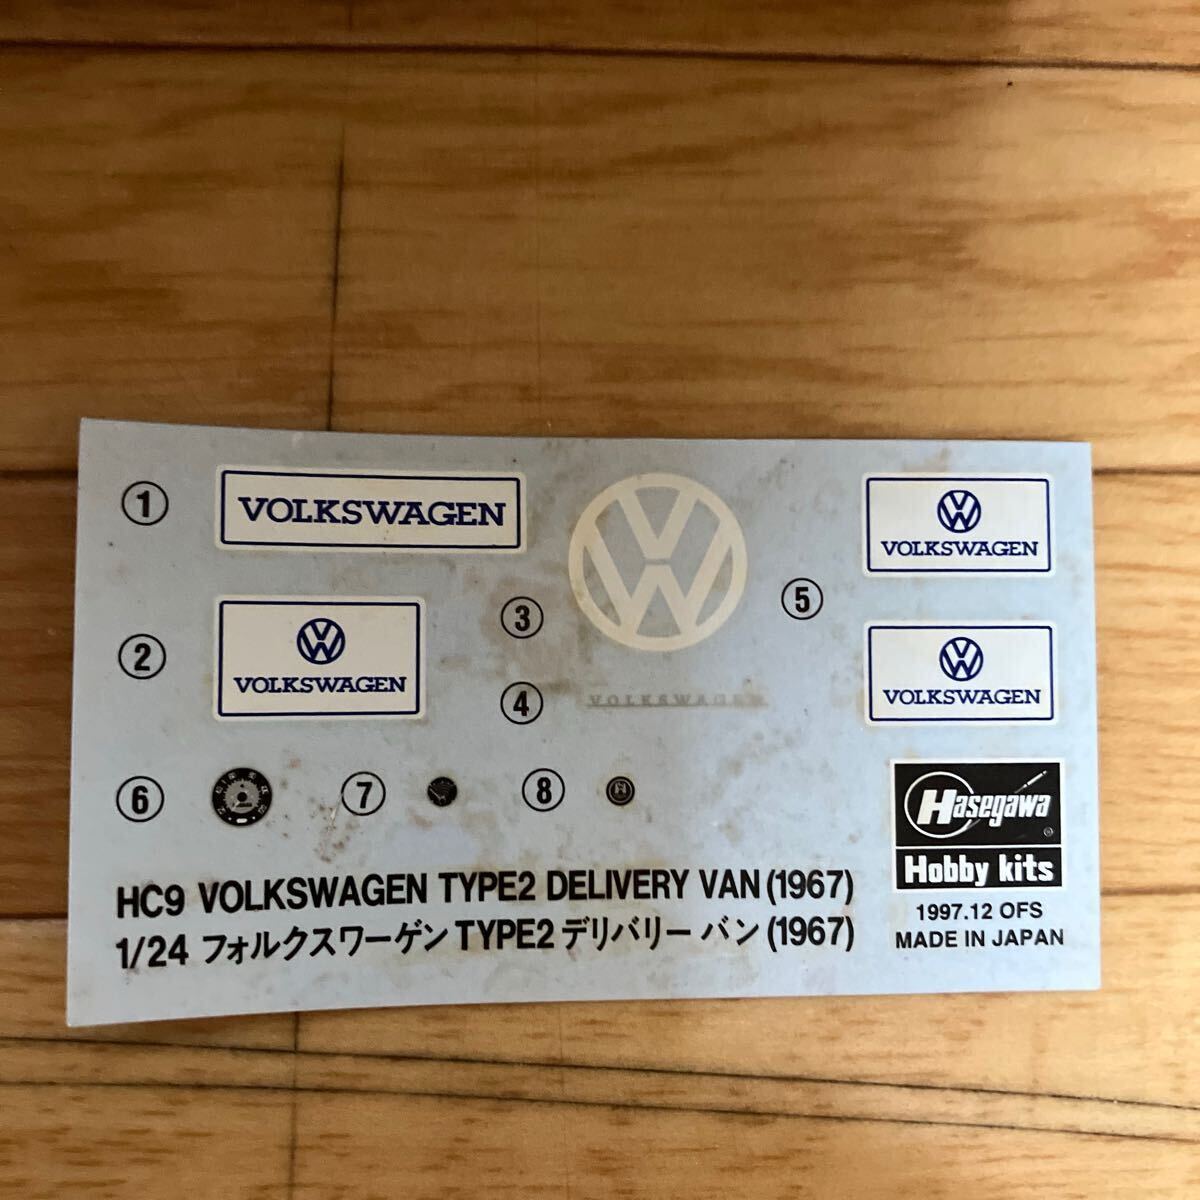 1
VOLKSWAGEN
VOLKSWAGEN
2
VOLKSWAGEN
3
5
VOLKSWAGEN
4
VOLKSWAGEN
6
7
8
Hasegawa
®
Hobby kits
HC9 VOLKSWAGEN TYPE2 DELIVERY VAN (1967)
1/24 フォルクスワーゲン TYPE2 デリバリー バン (1967)
1997.12 OFS
MADE IN JAPAN